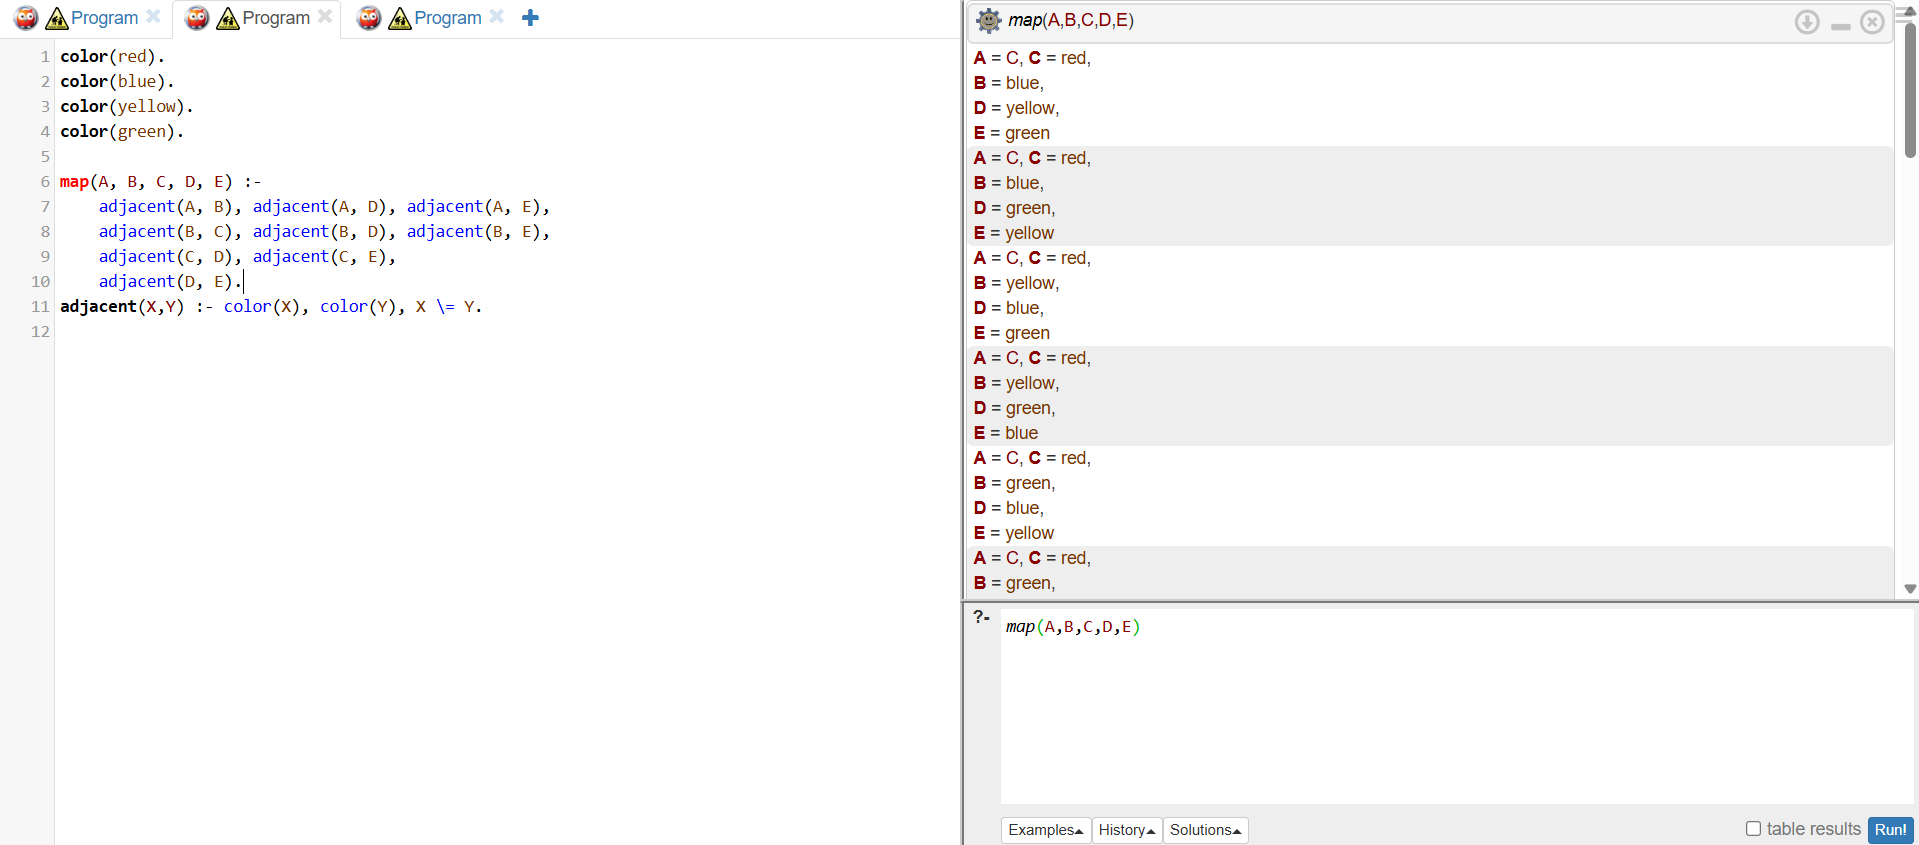 Program Program Program
1 color(red).
2 color(blue).
3 color(yellow).
4 color(green).
5
6 map(A, B, C, D, E) :-
7     adjacent(A, B), adjacent(A, D), adjacent(A, E),
8     adjacent(B, C), adjacent(B, D), adjacent(B, E),
9     adjacent(C, D), adjacent(C, E),
10     adjacent(D, E).
11 adjacent(X,Y) :- color(X), color(Y), X \= Y.
12
map(A,B,C,D,E)
A = C, C = red,
B = blue,
D = yellow,
E = green
A = C, C = red,
B = blue,
D = green,
E = yellow
A = C, C = red,
B = yellow,
D = blue,
E = green
A = C, C = red,
B = yellow,
D = green,
E = blue
A = C, C = red,
B = green,
D = blue,
E = yellow
A = C, C = red,
B = green,
?- map(A,B,C,D,E)
Examples History Solutions table results Run!